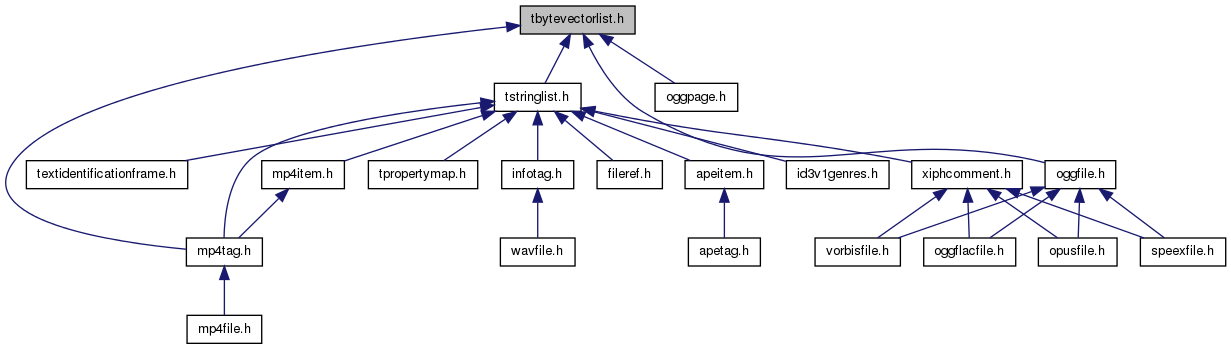 tbytevectorlist.h
tstringlist.h
oggpage.h
textidentificationframe.h
mp4item.h
tpropertymap.h
infotag.h
fileref.h
apeitem.h
id3v1genres.h
xiphcomment.h
oggfile.h
mp4tag.h
wavfile.h
apetag.h
vorbisfile.h
oggflacfile.h
opusfile.h
speexfile.h
mp4file.h